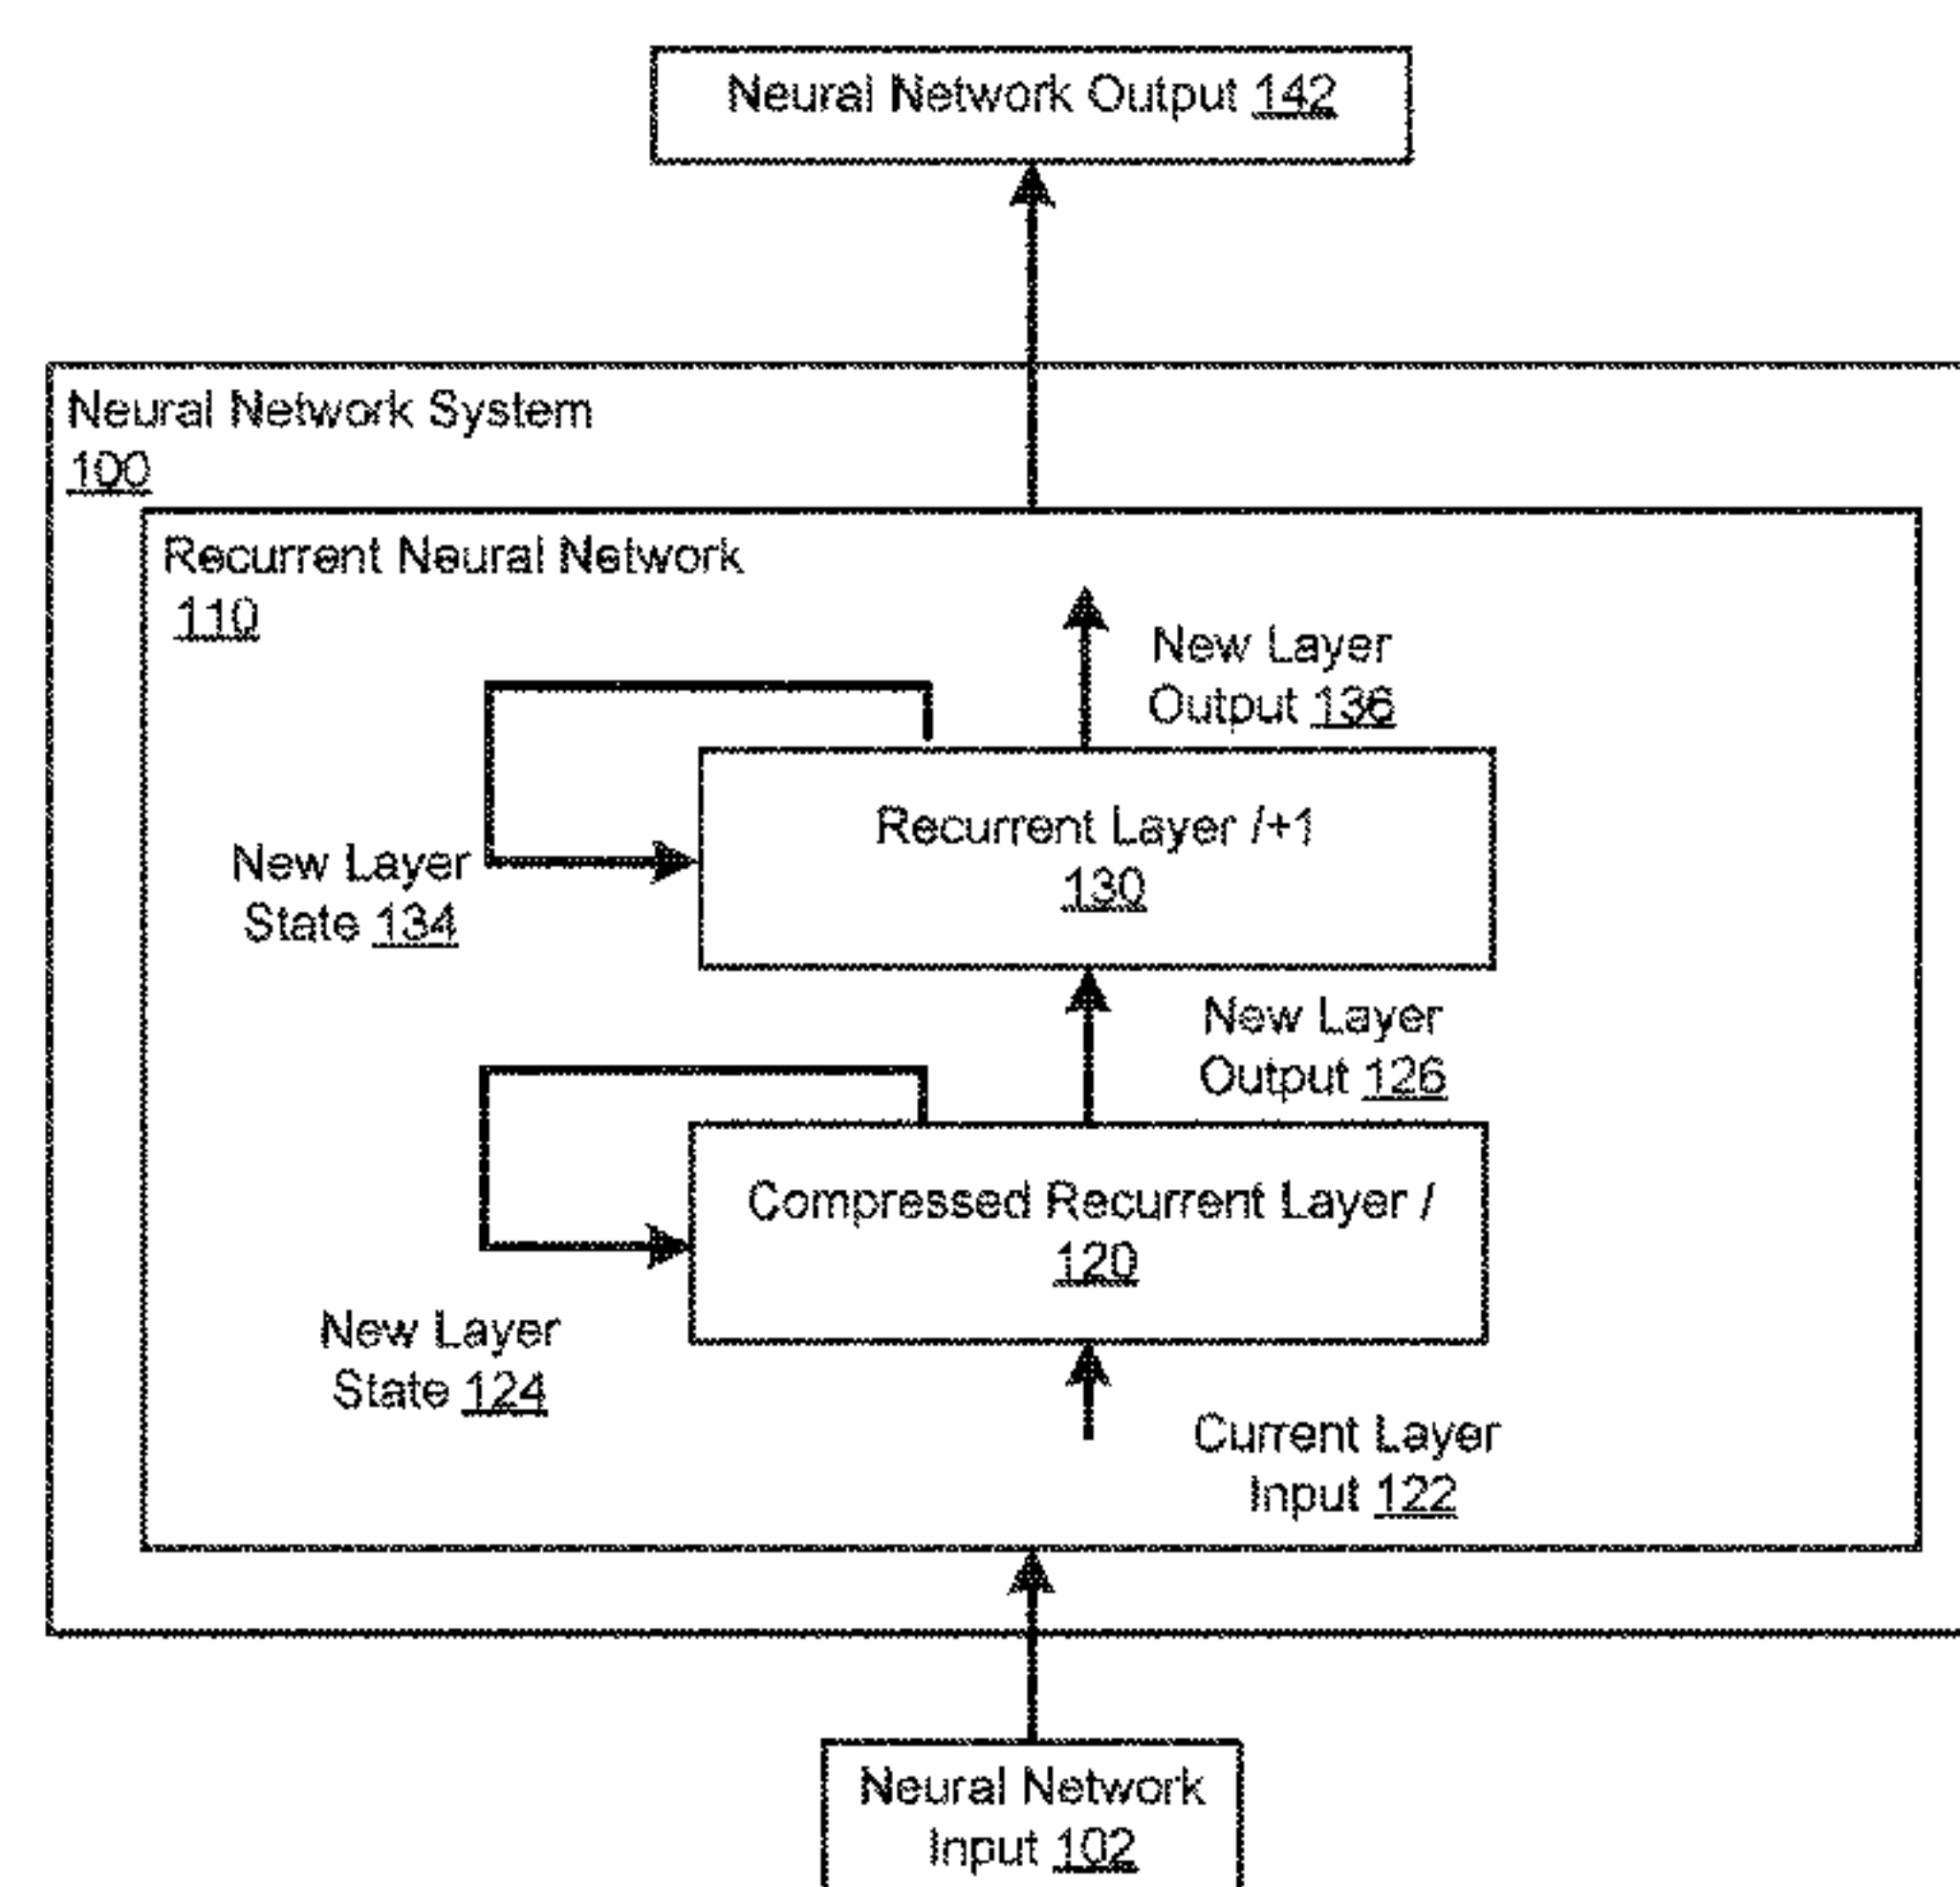 Neural Network Output 142
Neural Network System
100
Recurrent Neural Network
110
New Layer
Output 136
Recurrent Layer l+1
130
New Layer
State 134
New Layer
Output 126
Compressed Recurrent Layer l
120
New Layer
State 124
Current Layer
Input 122
Neural Network
Input 102